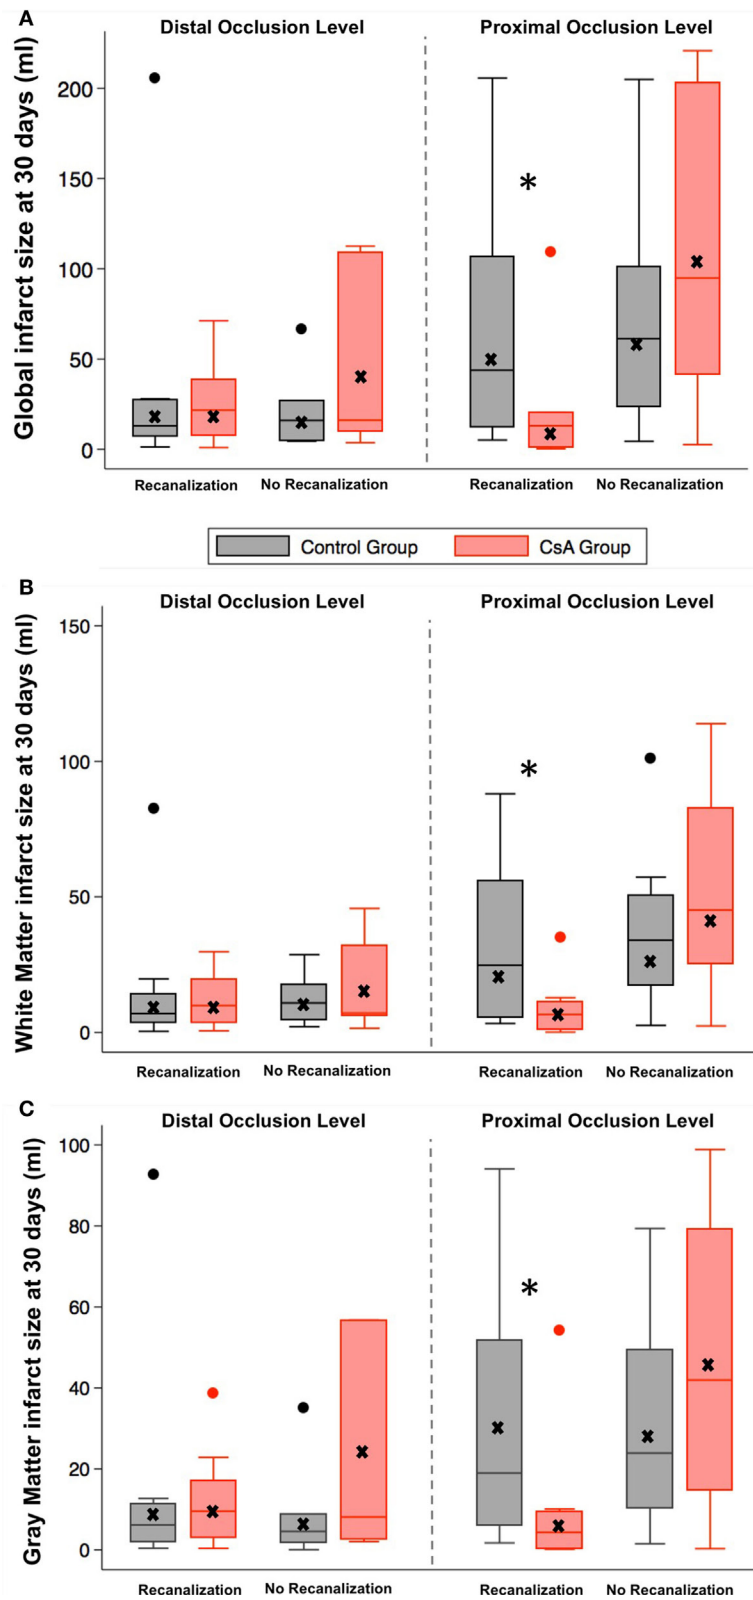 A
Distal Occlusion Level Proximal Occlusion Level
Global infarct size at 30 days (ml)
200
150
100
50
0
*
Recanalization No Recanalization Recanalization No Recanalization
Control Group CsA Group
B
Distal Occlusion Level Proximal Occlusion Level
White Matter infarct size at 30 days (ml)
150
100
50
0
*
Recanalization No Recanalization Recanalization No Recanalization
C
Distal Occlusion Level Proximal Occlusion Level
Gray Matter infarct size at 30 days (ml)
100
80
60
40
20
0
*
Recanalization No Recanalization Recanalization No Recanalization